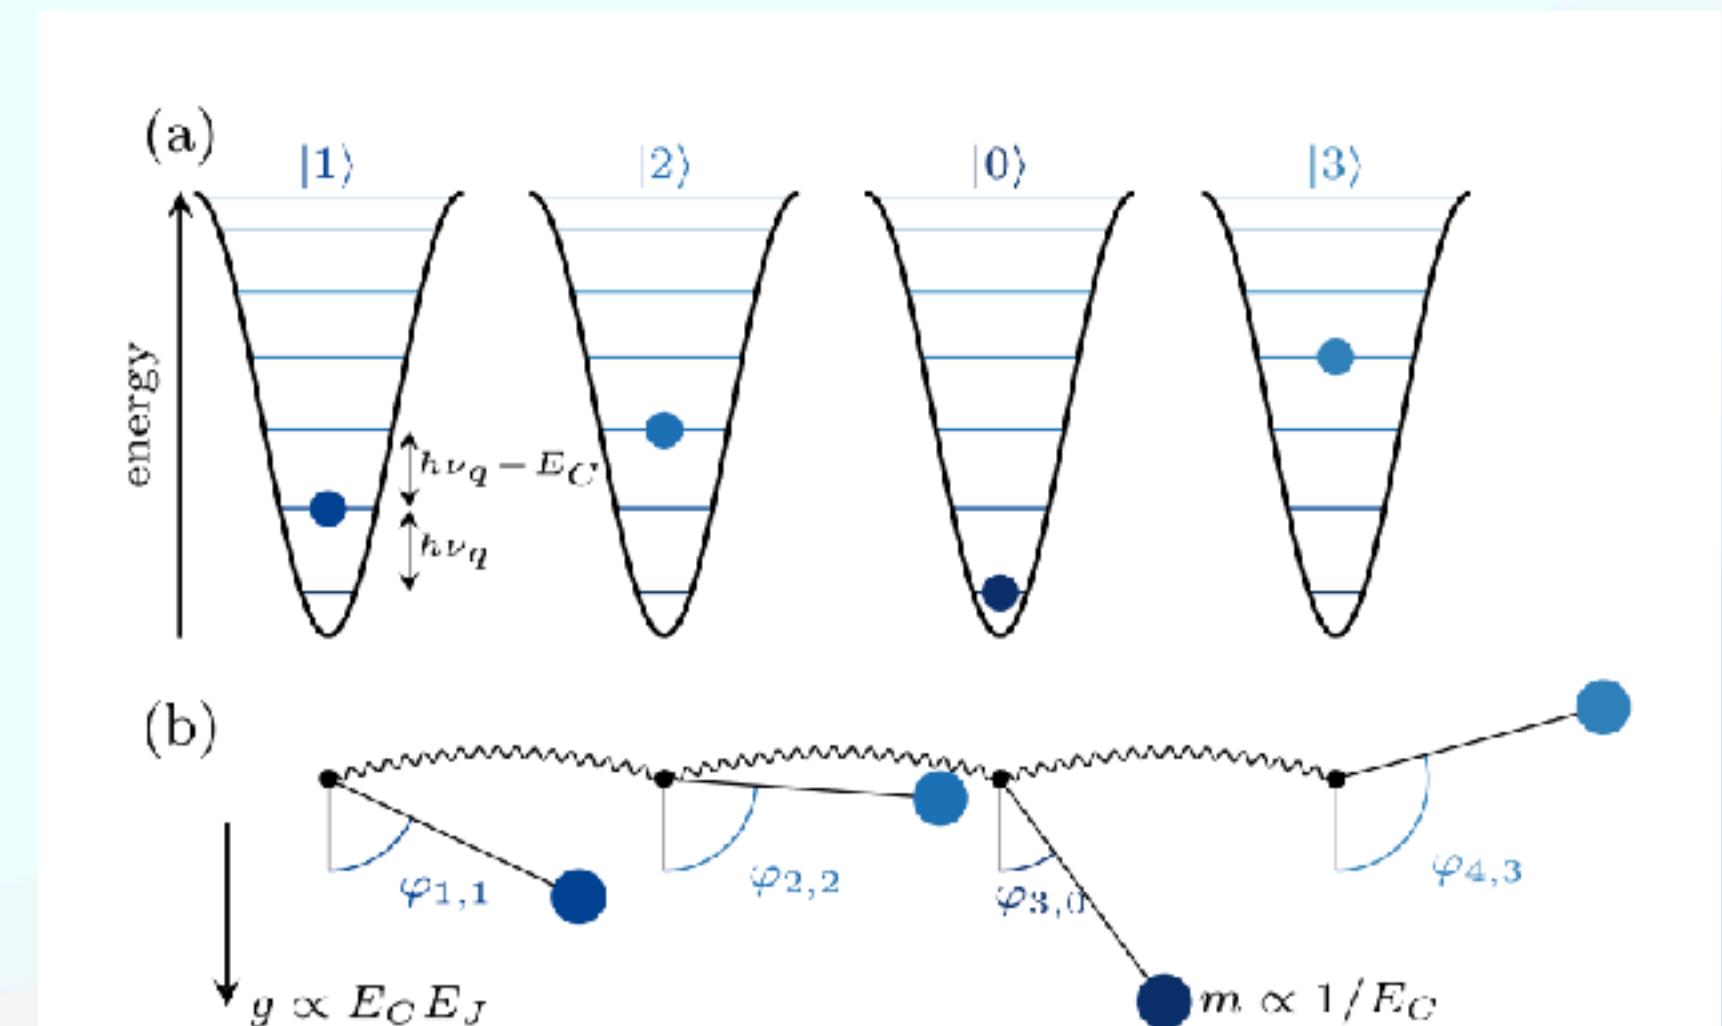 (a)
|1⟩ |2⟩ |0⟩ |3⟩
energy
hν_q − E_C
hν_q
(b)
φ_{1,1} φ_{2,2} φ_{3,0} φ_{4,3}
g ∝ E_C E_J
m ∝ 1/E_C